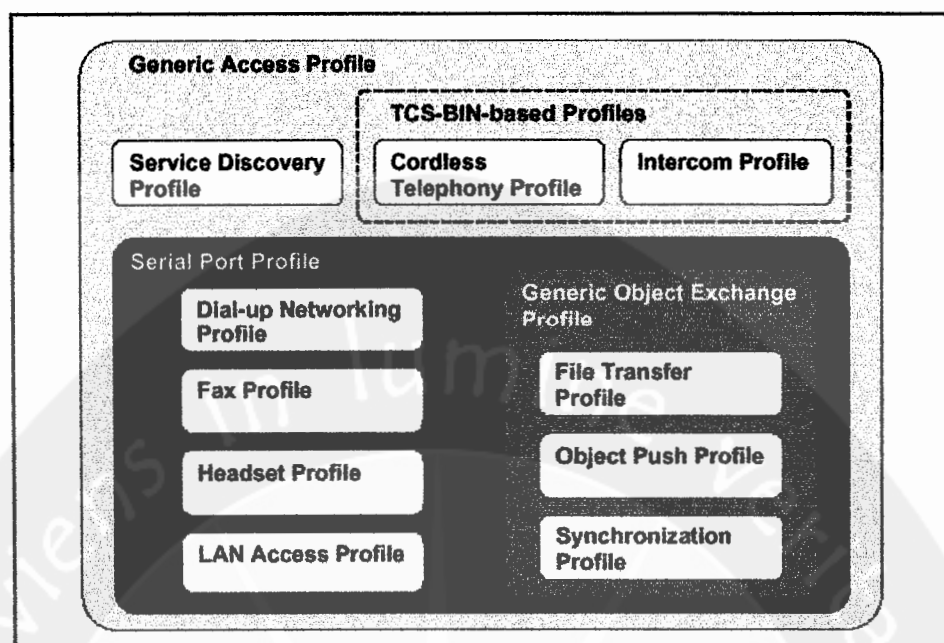 Generic Access Profile
TCS-BIN-based Profiles
Service Discovery
Profile
Cordless
Telephony Profile
Intercom Profile
Serial Port Profile
Dial-up Networking
Profile
Fax Profile
Headset Profile
LAN Access Profile
Generic Object Exchange
Profile
File Transfer
Profile
Object Push Profile
Synchronization
Profile
in lumine